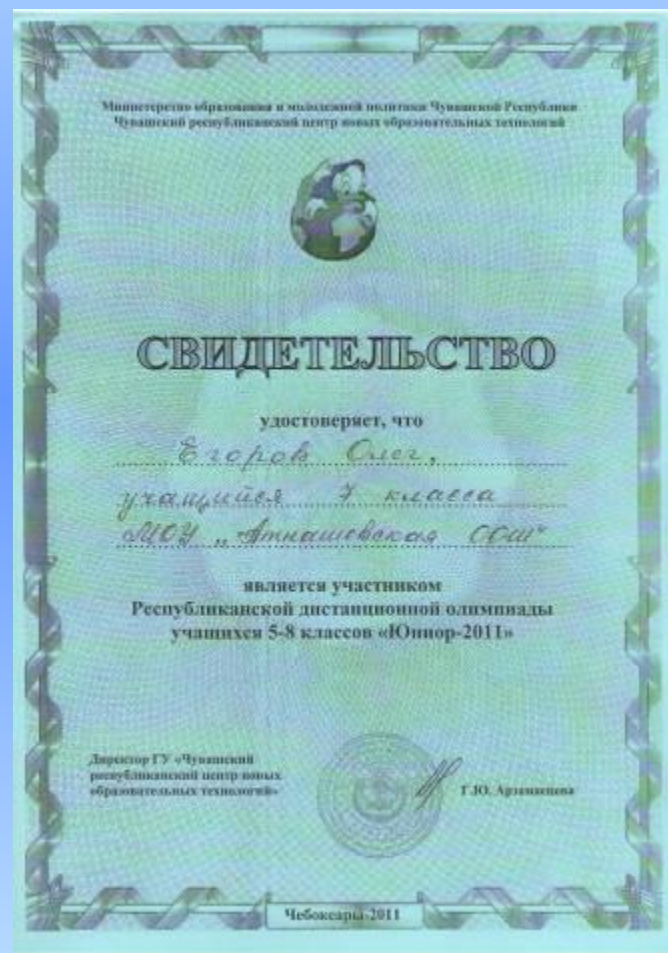 Министерство образования и молодежной политики Чувашской Республики
Чувашский республиканский центр новых образовательных технологий
СВИДЕТЕЛЬСТВО
удостоверяет, что
Егоров Олег,
учащийся 7 класса
МОУ „Атнашевская ООШ"
является участником
Республиканской дистанционной олимпиады
учащихся 5-8 классов «Юниор-2011»
Директор ГУ «Чувашский
республиканский центр новых
образовательных технологий»
Г.Ю. Арзамасцева
Чебоксары-2011